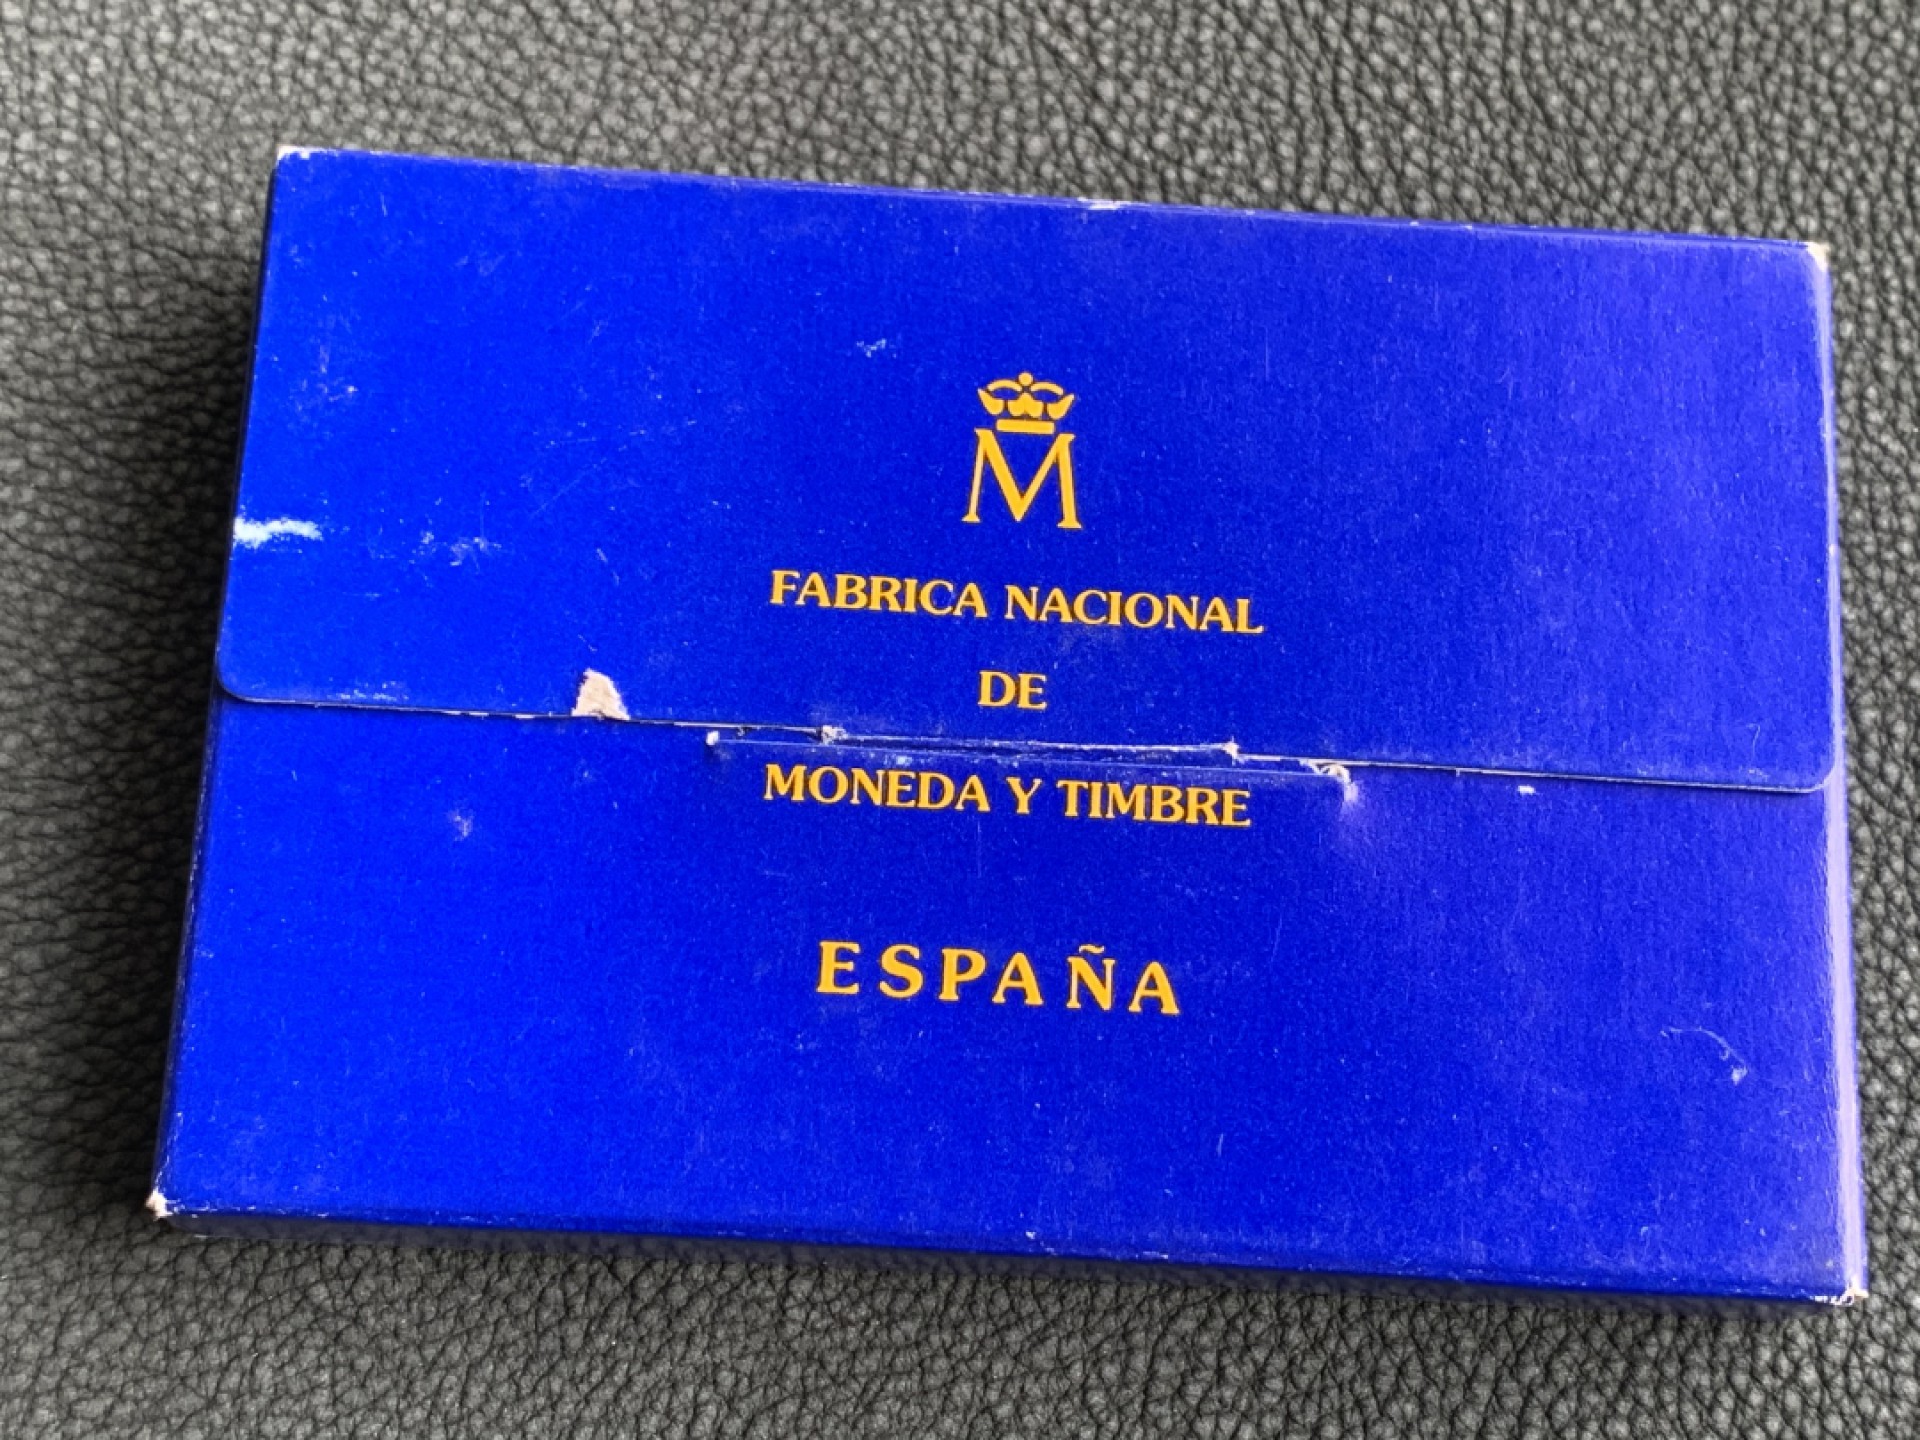 M
FABRICA NACIONAL
DE
MONEDA Y TIMBRE
ESPAÑA